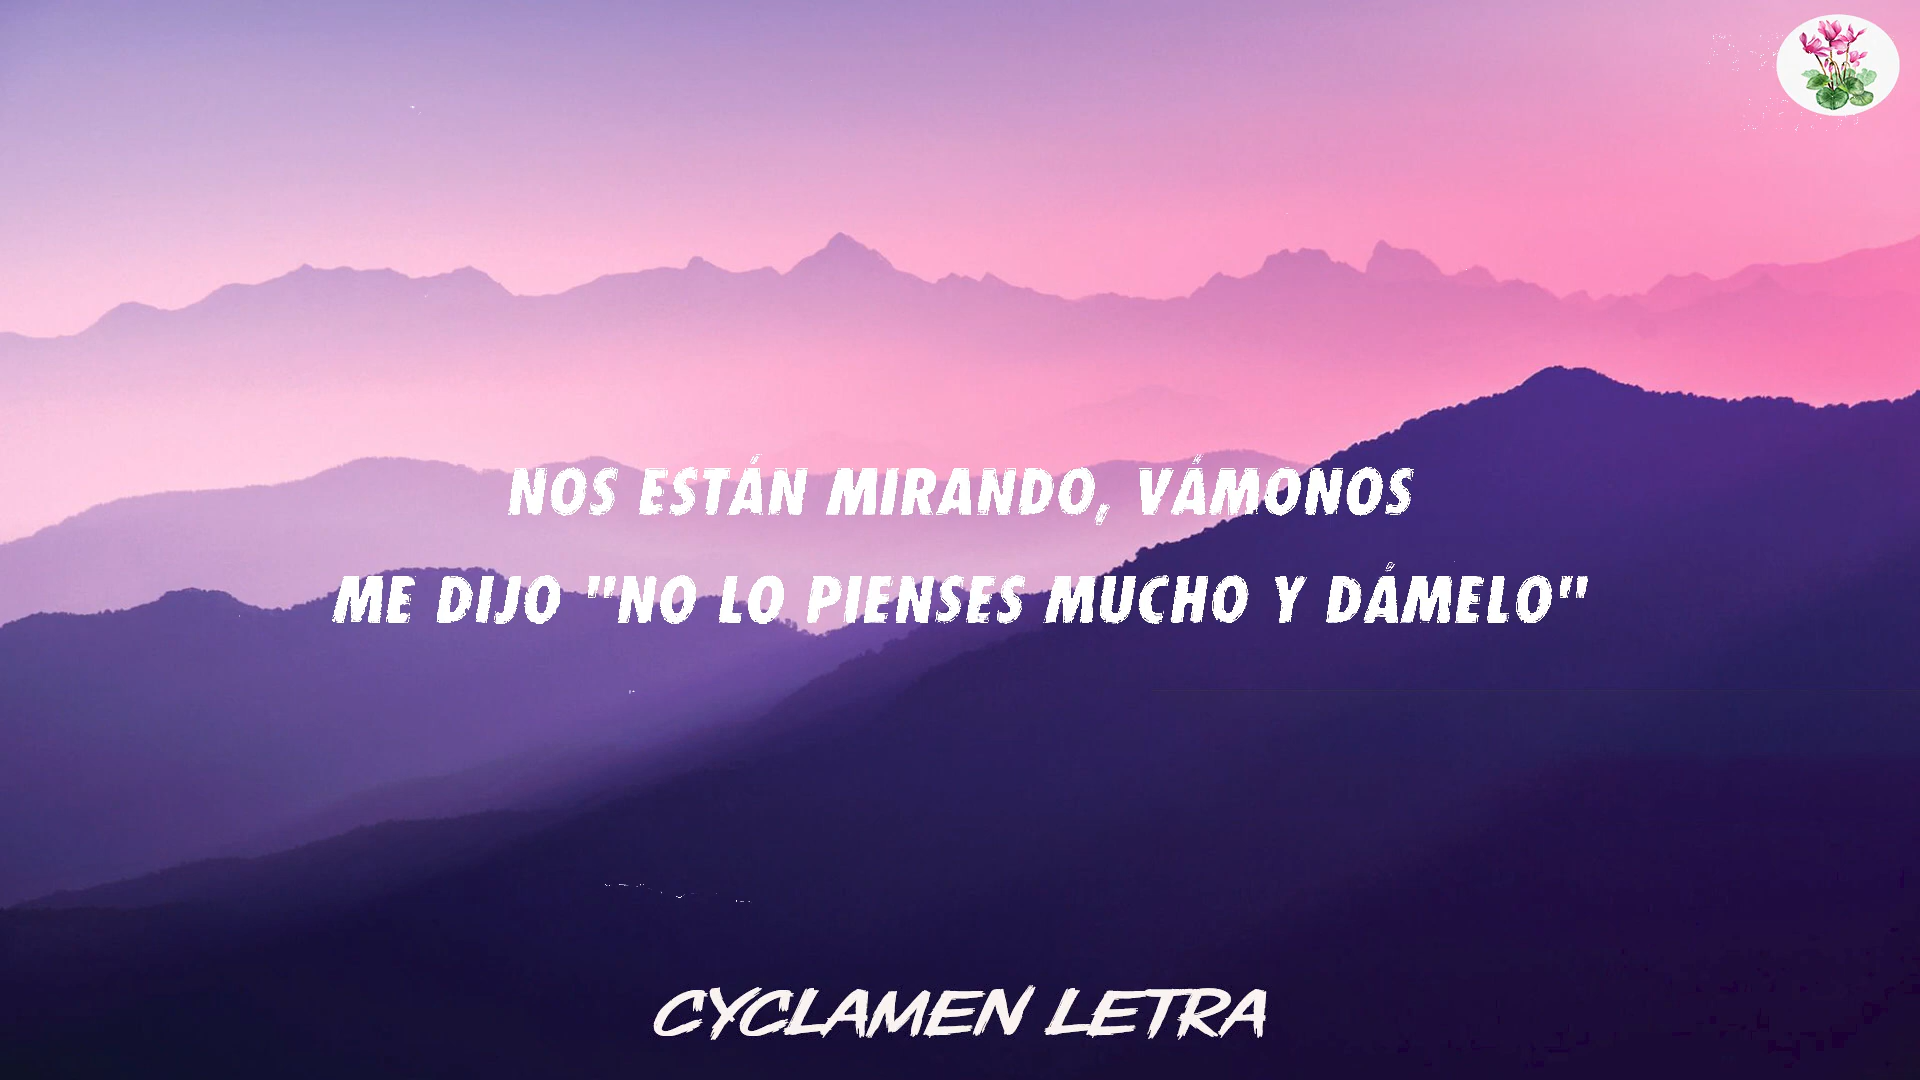 NOS ESTÁN MIRANDO, VÁMONOS
ME DIJO "NO LO PIENSES MUCHO Y DÁMELO"
CYCLAMEN LETRA